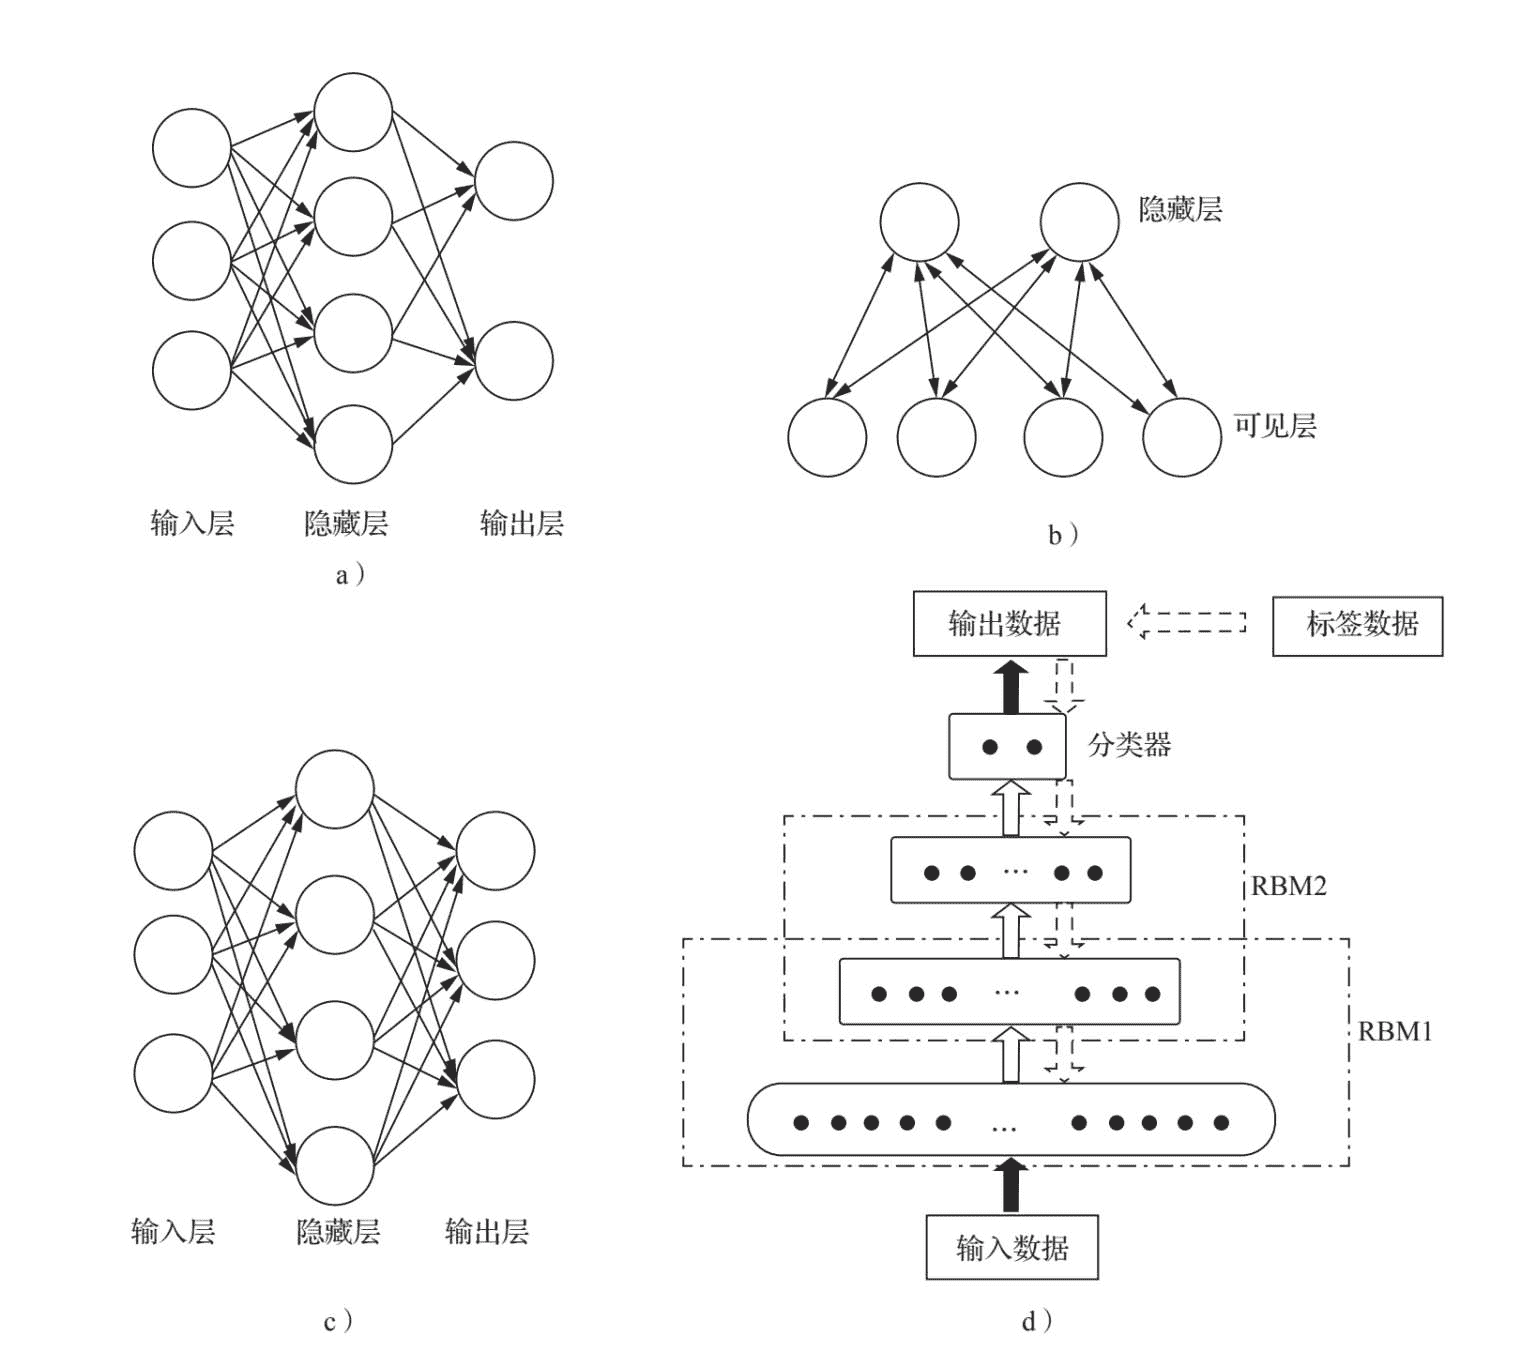 输入层 隐藏层 输出层
a）
隐藏层
可见层
b）
输入层 隐藏层 输出层
c）
输出数据 标签数据
分类器
...
RBM2
...
RBM1
...
输入数据
d）